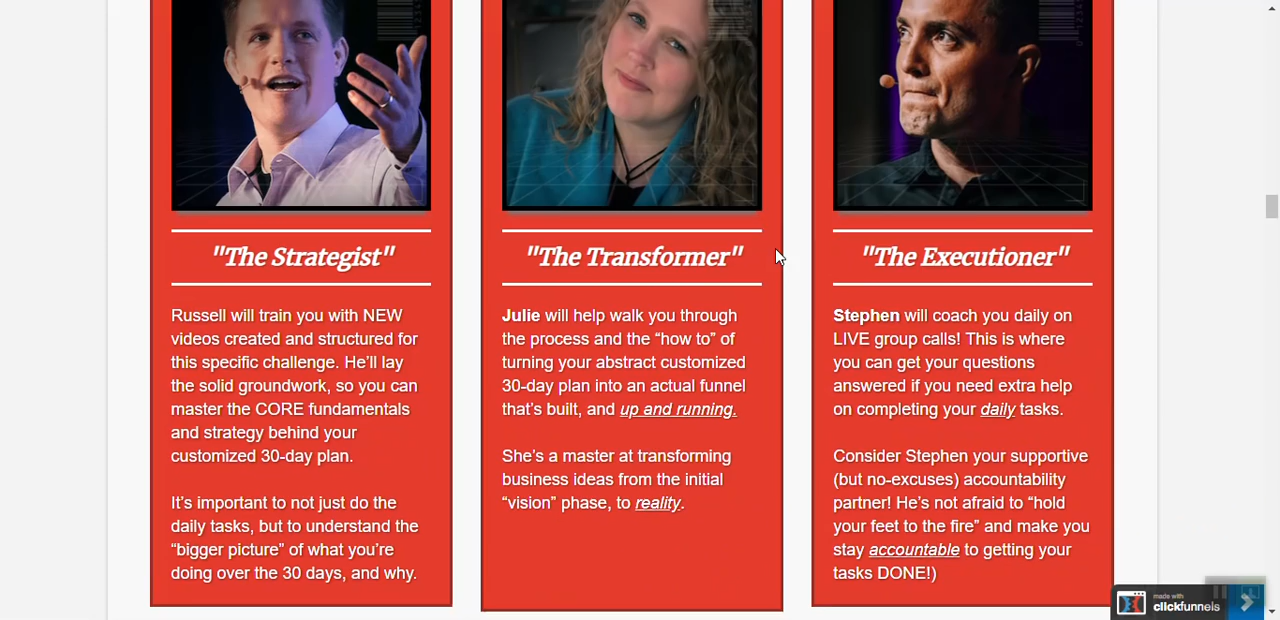 "The Strategist"
Russell will train you with NEW
videos created and structured for
this specific challenge. He’ll lay
the solid groundwork, so you can
master the CORE fundamentals
and strategy behind your
customized 30-day plan.
It’s important to not just do the
daily tasks, but to understand the
“bigger picture” of what you’re
doing over the 30 days, and why.
"The Transformer"
Julie will help walk you through
the process and the “how to” of
turning your abstract customized
30-day plan into an actual funnel
that’s built, and up and running.
She’s a master at transforming
business ideas from the initial
“vision” phase, to reality.
"The Executioner"
Stephen will coach you daily on
LIVE group calls! This is where
you can get your questions
answered if you need extra help
on completing your daily tasks.
Consider Stephen your supportive
(but no-excuses) accountability
partner! He’s not afraid to “hold
your feet to the fire” and make you
stay accountable to getting your
tasks DONE!)
made with
clickfunnels